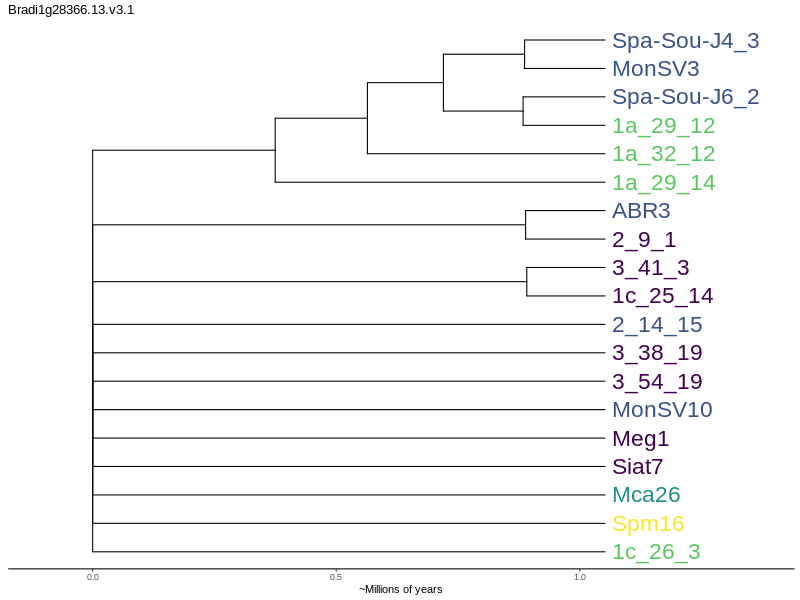 Bradi1g28366.13.v3.1
Spa-Sou-J4_3
MonSV3
Spa-Sou-J6_2
1a_29_12
1a_32_12
1a_29_14
ABR3
2_9_1
3_41_3
1c_25_14
2_14_15
3_38_19
3_54_19
MonSV10
Meg1
Siat7
Mca26
Spm16
1c_26_3
0.0 0.5 1.0
~Millions of years